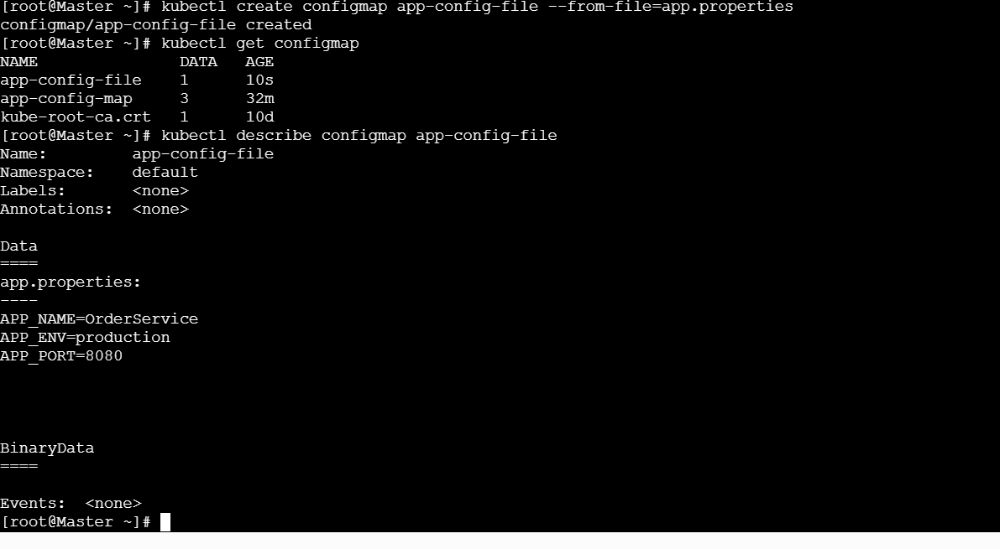 [root@Master ~]# kubectl create configmap app-config-file --from-file=app.properties
configmap/app-config-file created
[root@Master ~]# kubectl get configmap
NAME               DATA   AGE
app-config-file    1      10s
app-config-map     3      32m
kube-root-ca.crt   1      10d
[root@Master ~]# kubectl describe configmap app-config-file
Name:         app-config-file
Namespace:    default
Labels:       <none>
Annotations:  <none>

Data
====
app.properties:
----
APP_NAME=OrderService
APP_ENV=production
APP_PORT=8080

BinaryData
====

Events:  <none>
[root@Master ~]#